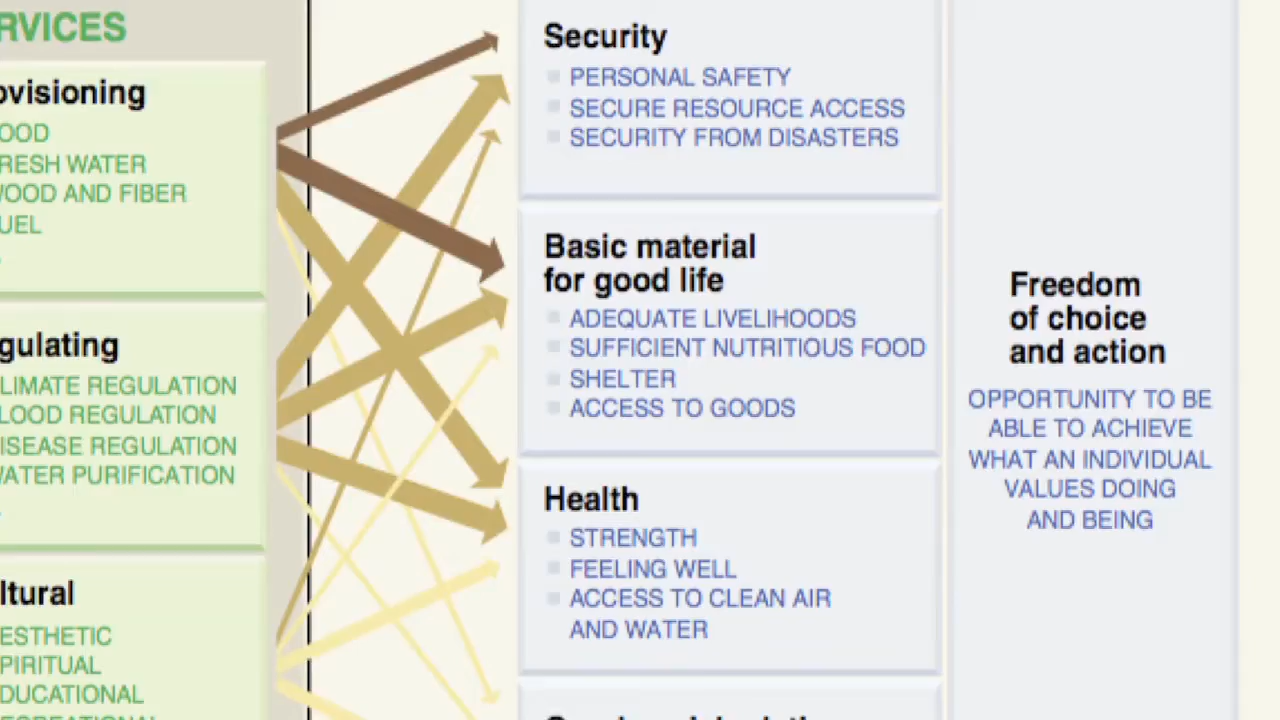 RVICES
ovisioning
OOD
RESH WATER
WOOD AND FIBER
UEL
gulating
LIMATE REGULATION
LOOD REGULATION
ISEASE REGULATION
WATER PURIFICATION
ltural
ESTHETIC
PIRITUAL
DUCATIONAL
Security
PERSONAL SAFETY
SECURE RESOURCE ACCESS
SECURITY FROM DISASTERS
Basic material
for good life
ADEQUATE LIVELIHOODS
SUFFICIENT NUTRITIOUS FOOD
SHELTER
ACCESS TO GOODS
Health
STRENGTH
FEELING WELL
ACCESS TO CLEAN AIR
AND WATER
Freedom
of choice
and action
OPPORTUNITY TO BE
ABLE TO ACHIEVE
WHAT AN INDIVIDUAL
VALUES DOING
AND BEING